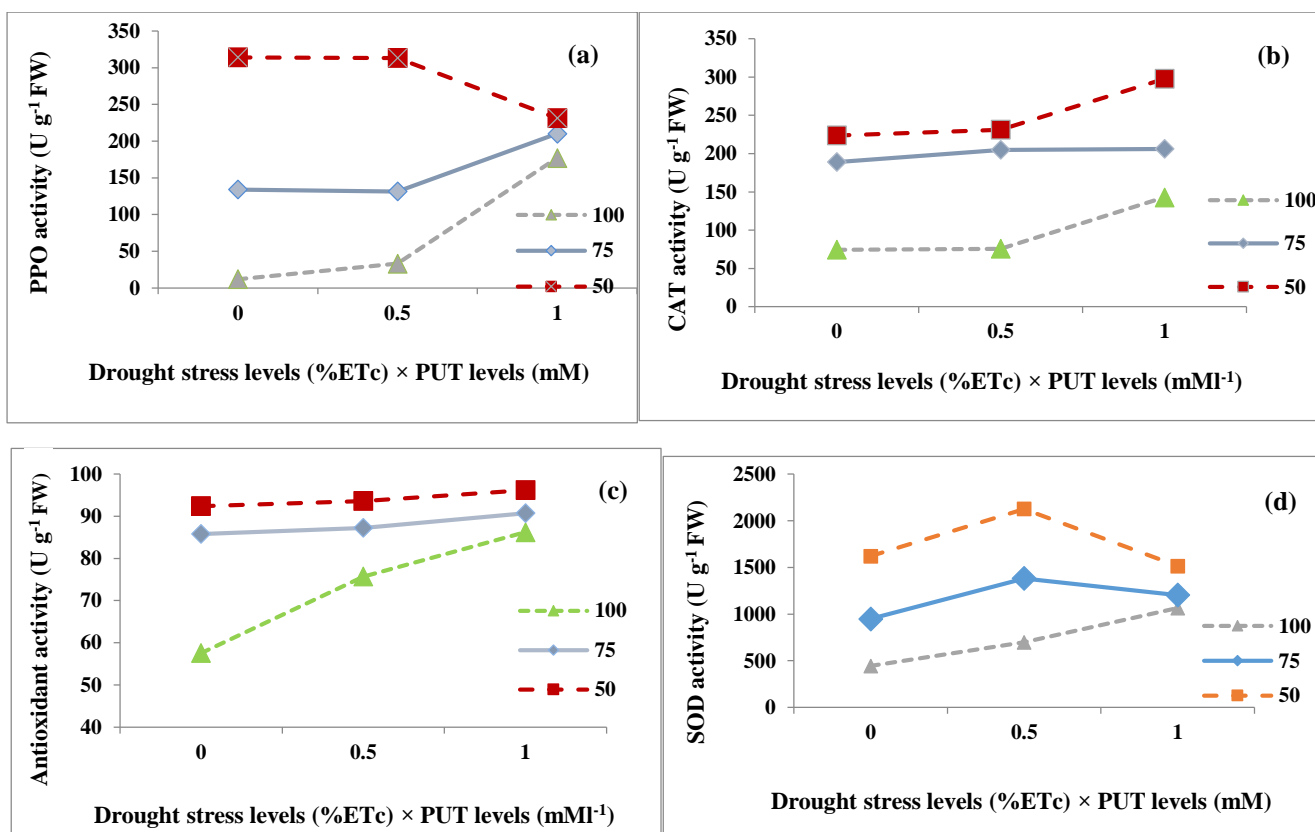 350
300
250
200
150
100
50
0
PPO activity (U g⁻¹ FW)
(a)
100
75
50
0 0.5 1
Drought stress levels (%ETc) × PUT levels (mM)
350
300
250
200
150
100
50
0
CAT activity (U g⁻¹ FW)
(b)
100
75
50
0 0.5 1
Drought stress levels (%ETc) × PUT levels (mMl⁻¹)
100
90
80
70
60
50
40
Antioxidant activity (U g⁻¹ FW)
(c)
100
75
50
0 0.5 1
Drought stress levels (%ETc) × PUT levels (mMl⁻¹)
2500
2000
1500
1000
500
0
SOD activity (U g⁻¹ FW)
(d)
100
75
50
0 0.5 1
Drought stress levels (%ETc) × PUT levels (mM)